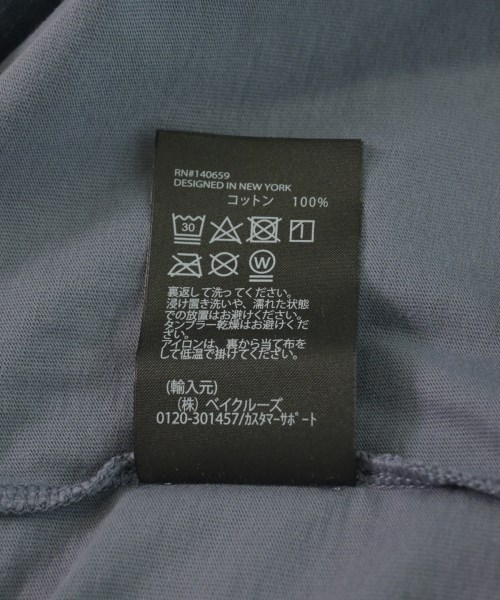 RN#140659
DESIGNED IN NEW YORK
コットン 100%
30
W
裏返して洗ってください。
浸け置き洗いや、濡れた状態
での放置はお避けください。
タンブラー乾燥はお避けくだ
さい。
アイロンは、裏から当て布を
して低温で掛けてください。
(輸入元)
(株) ベイクルーズ
0120-301457/カスタマーサポート